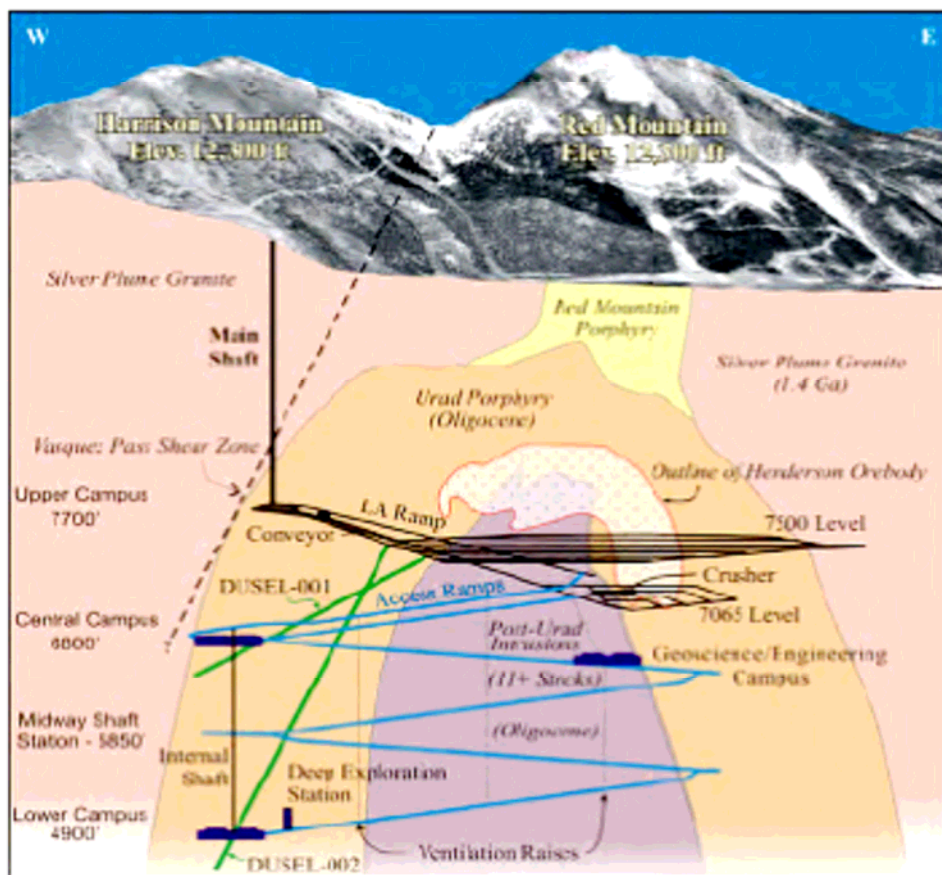 W
E
Harrison Mountain
Elev. 12,300 ft
Red Mountain
Elev. 12,300 ft
Silver Plume Granite
Red Mountain
Porphyry
Main
Shaft
Silver Plume Granite
(1.4 Ga)
Urad Porphyry
(Oligocene)
Vasquez Pass Shear Zone
Outline of Henderson Orebody
Upper Campus
7700'
LA Ramp
7500 Level
Conveyor
DUSEL-001
Access Ramps
Crusher
7065 Level
Central Campus
6800'
Post-Urad
Intrusions
(11+ Stocks)
(Oligocene)
Geoscience/Engineering
Campus
Midway Shaft
Station - 5850'
Internal
Shaft
Deep Exploration
Station
Lower Campus
4900'
DUSEL-002
Ventilation Raises